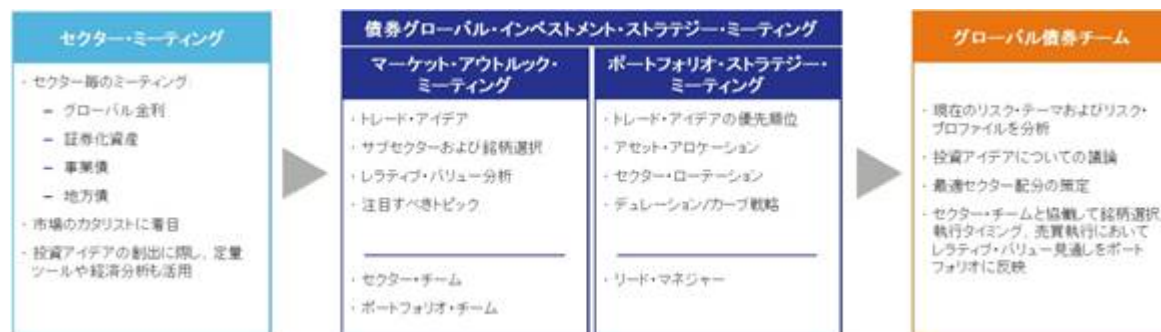 セクター・ミーティング
・セクター毎のミーティング
－ グローバル金利
－ 証券化資産
－ 事業債
－ 地方債
・市場のカタリストに着目
・投資アイデアの創出に際し、定量
ツールや経済分析も活用
債券グローバル・インベストメント・ストラテジー・ミーティング
マーケット・アウトルック・
ミーティング
・トレード・アイデア
・サブセクターおよび銘柄選択
・レラティブ・バリュー分析
・注目すべきトピック
・セクター・チーム
・ポートフォリオ・チーム
ポートフォリオ・ストラテジー・
ミーティング
・トレード・アイデアの優先順位
・アセット・アロケーション
・セクター・ローテーション
・デュレーション/カーブ戦略
・リード・マネジャー
グローバル債券チーム
・現在のリスク・テーマおよびリスク・
プロファイルを分析
・投資アイデアについての議論
・最適セクター配分の策定
・セクター・チームと協働して銘柄選択、
執行タイミング、売買執行において
レラティブ・バリュー見通しをポート
フォリオに反映